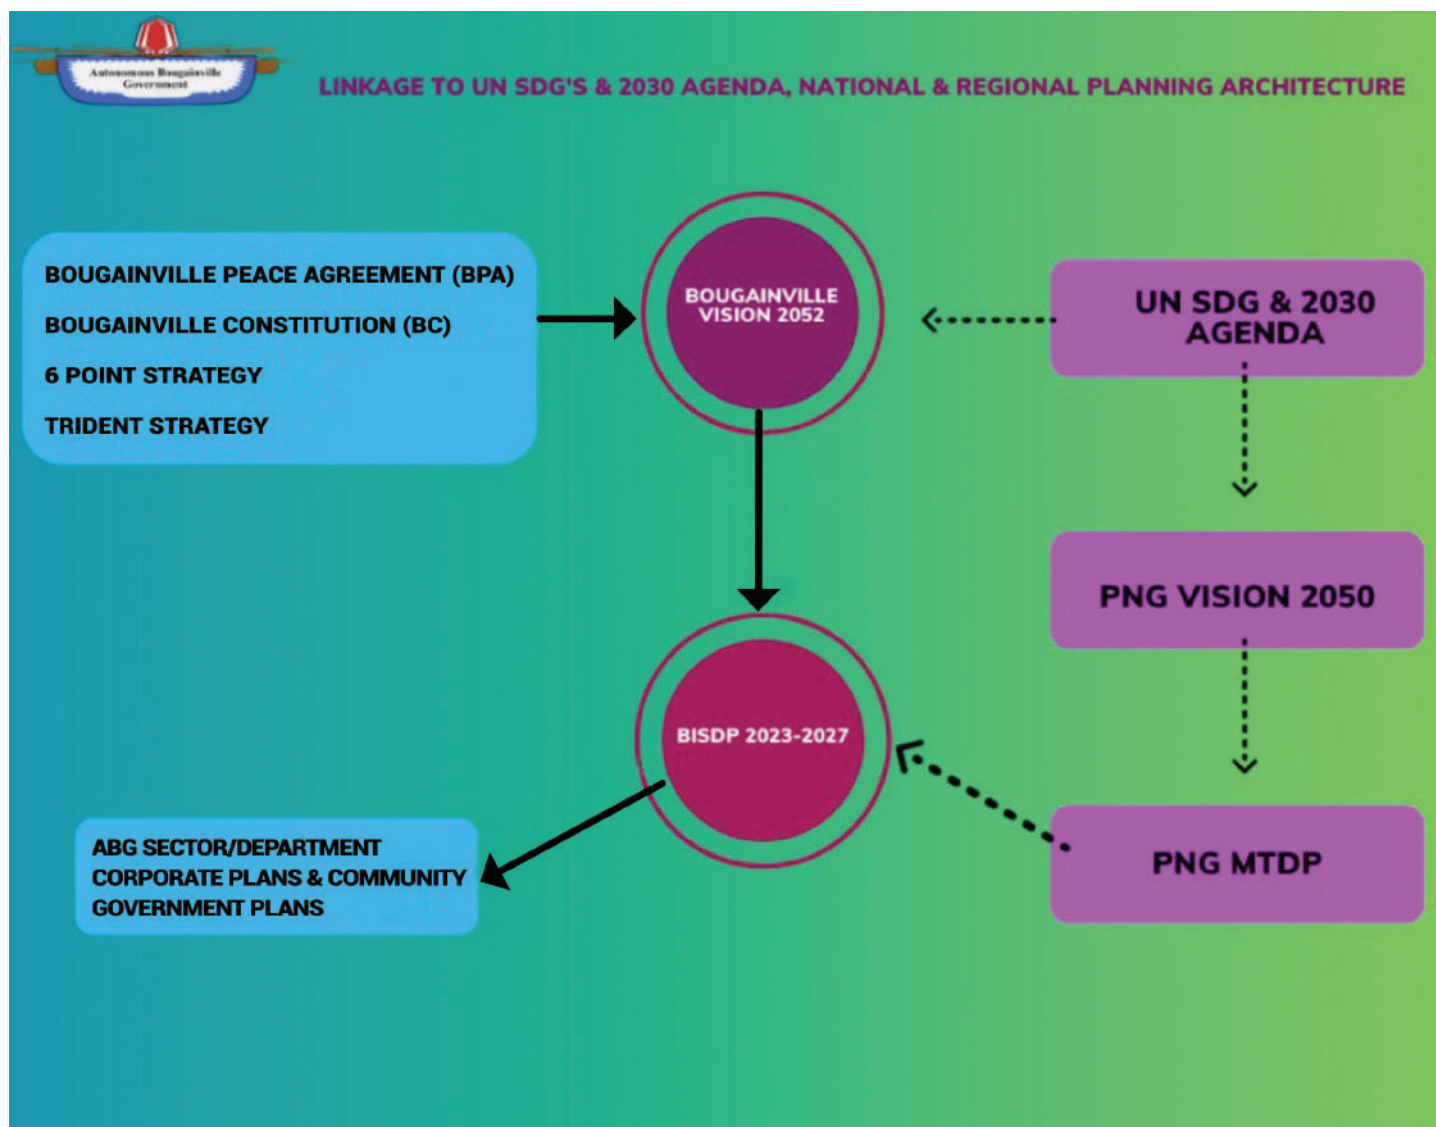 Autonomous Bougainville
Government
LINKAGE TO UN SDG'S & 2030 AGENDA, NATIONAL & REGIONAL PLANNING ARCHITECTURE
BOUGAINVILLE PEACE AGREEMENT (BPA)
BOUGAINVILLE CONSTITUTION (BC)
6 POINT STRATEGY
TRIDENT STRATEGY
BOUGAINVILLE
VISION 2052
UN SDG & 2030
AGENDA
PNG VISION 2050
BISDP 2023-2027
PNG MTDP
ABG SECTOR/DEPARTMENT
CORPORATE PLANS & COMMUNITY
GOVERNMENT PLANS